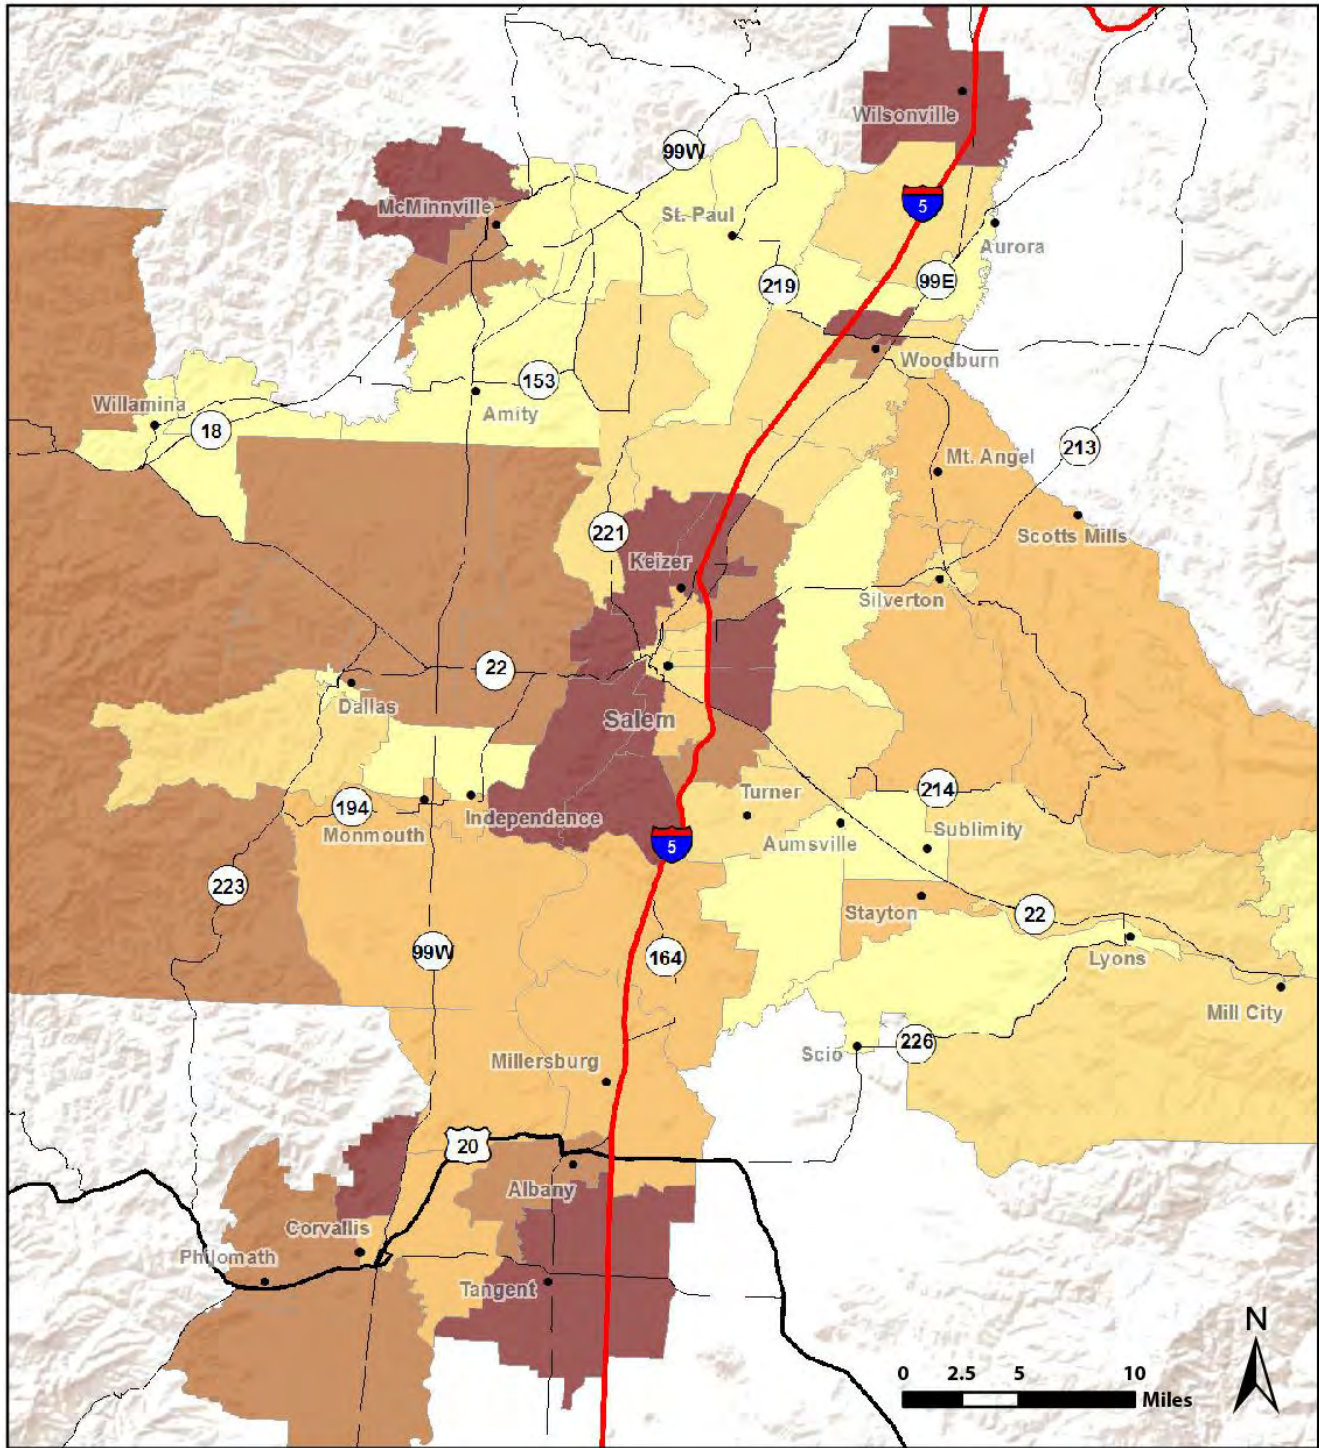 Wilsonville
99W
McMinnville
St. Paul
5
Aurora
219
99E
Woodburn
153
Willamina
Amity
18
213
Mt. Angel
Scotts Mills
221
Keizer
Silverton
22
Dallas
Salem
194
Monmouth
Independence
Turner
214
Aumsville
Sublimity
5
223
Stayton
22
99W
164
Lyons
Mill City
Scio
226
Millersburg
20
Albany
Corvallis
Philomath
Tangent
N
0 2.5 5 10
Miles